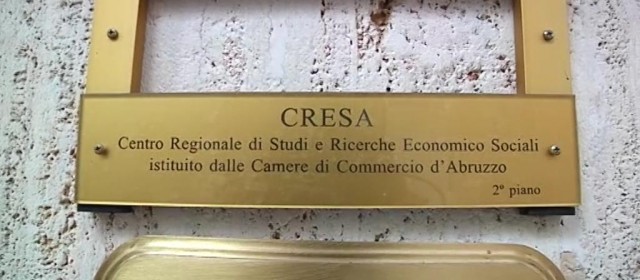 CRESA
Centro Regionale di Studi e Ricerche Economico Sociali
istituito dalle Camere di Commercio d'Abruzzo
2° piano